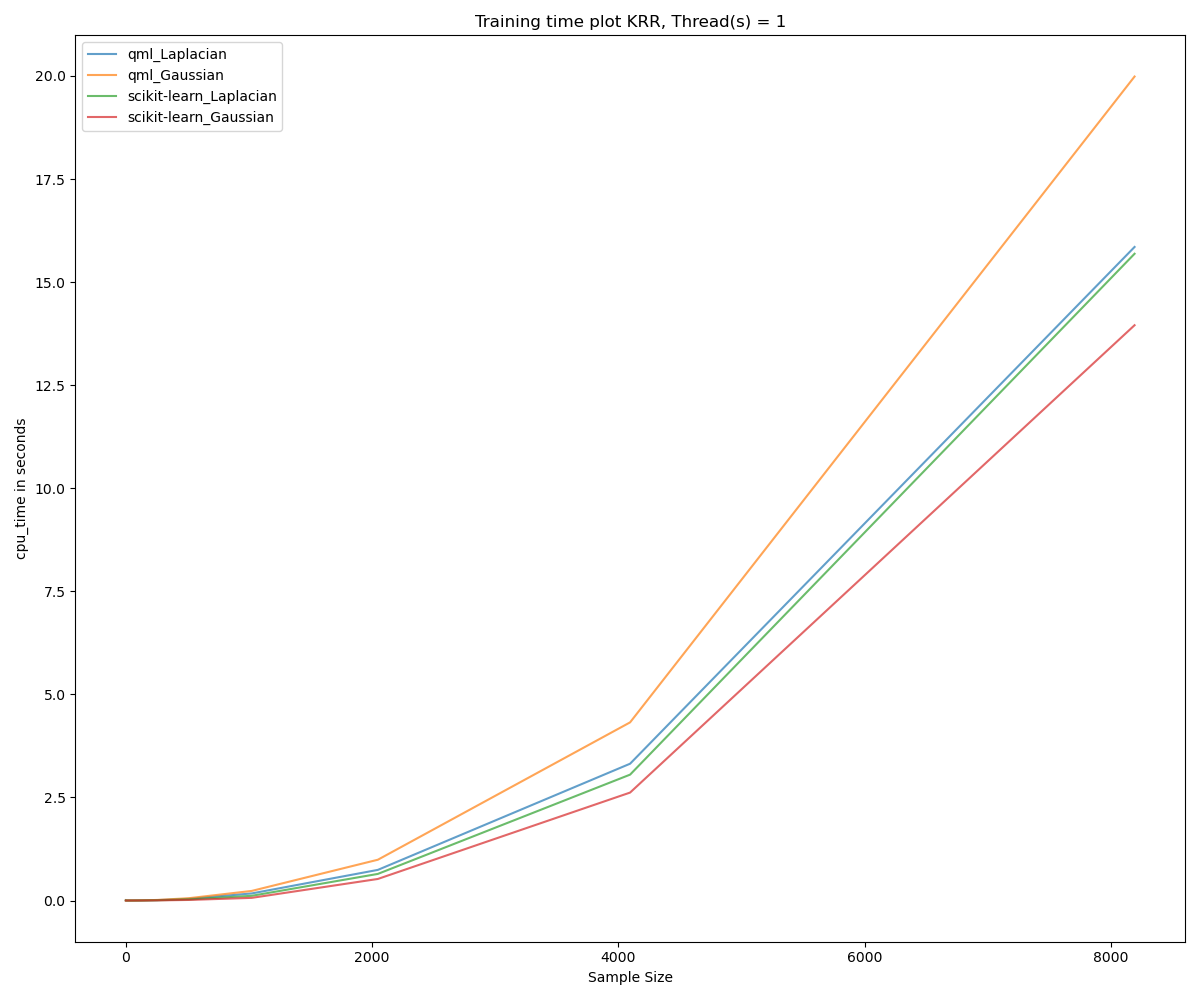 Training time plot KRR, Thread(s) = 1
qml_Laplacian
qml_Gaussian
scikit-learn_Laplacian
scikit-learn_Gaussian
20.0
17.5
15.0
12.5
10.0
7.5
5.0
2.5
0.0
cpu_time in seconds
0 2000 4000 6000 8000
Sample Size